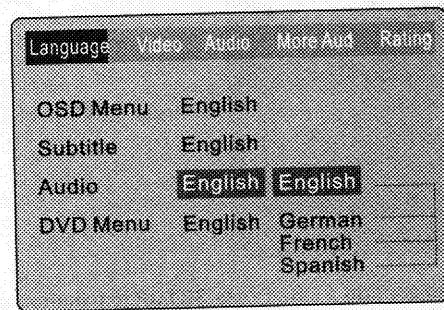 Language Video Audio More Aud Rating
OSD Menu English
Subtitle English
Audio English English
DVD Menu English German
French
Spanish